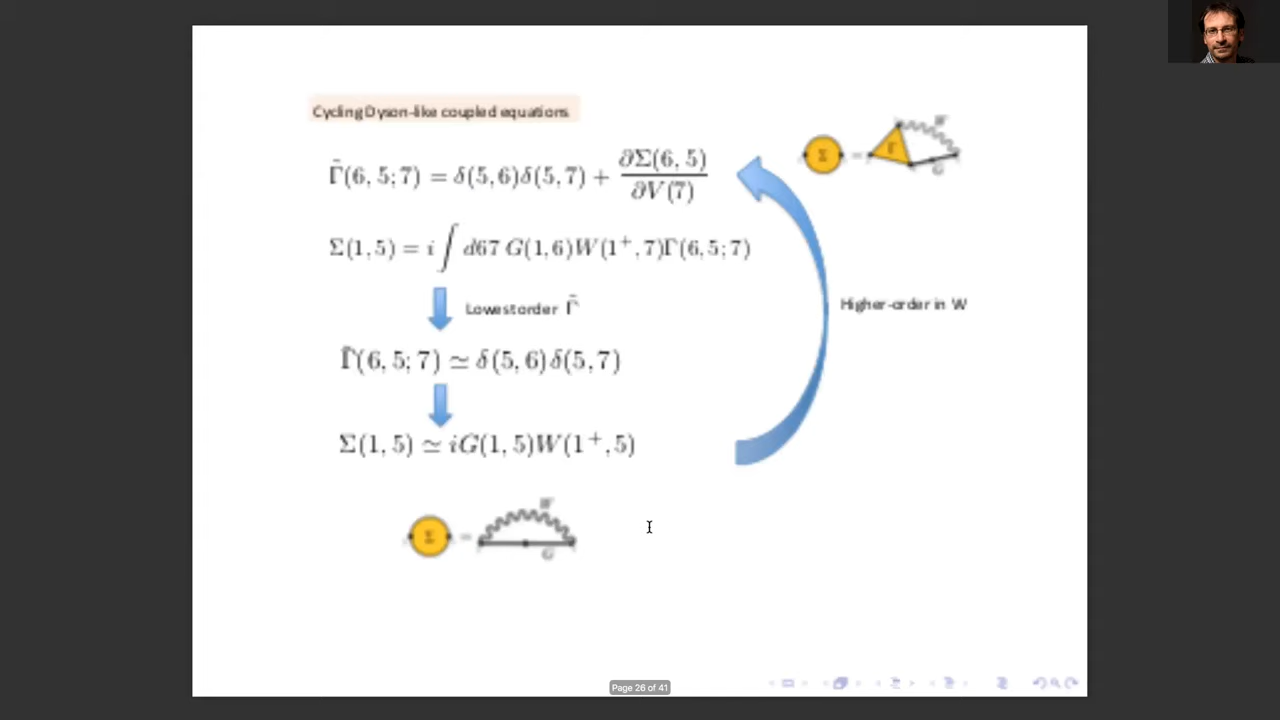 Cycling Dyson-like coupled equations
Γ̃(6, 5; 7) = δ(5, 6)δ(5, 7) + ∂Σ(6, 5) / ∂V(7)
Σ = Γ W G
Σ(1, 5) = i ∫ d67 G(1, 6)W(1⁺, 7)Γ(6, 5; 7)
Lowest order Γ̃
Higher-order in W
Γ̃(6, 5; 7) ≃ δ(5, 6)δ(5, 7)
Σ(1, 5) ≃ iG(1, 5)W(1⁺, 5)
Σ = W G
Page 26 of 41